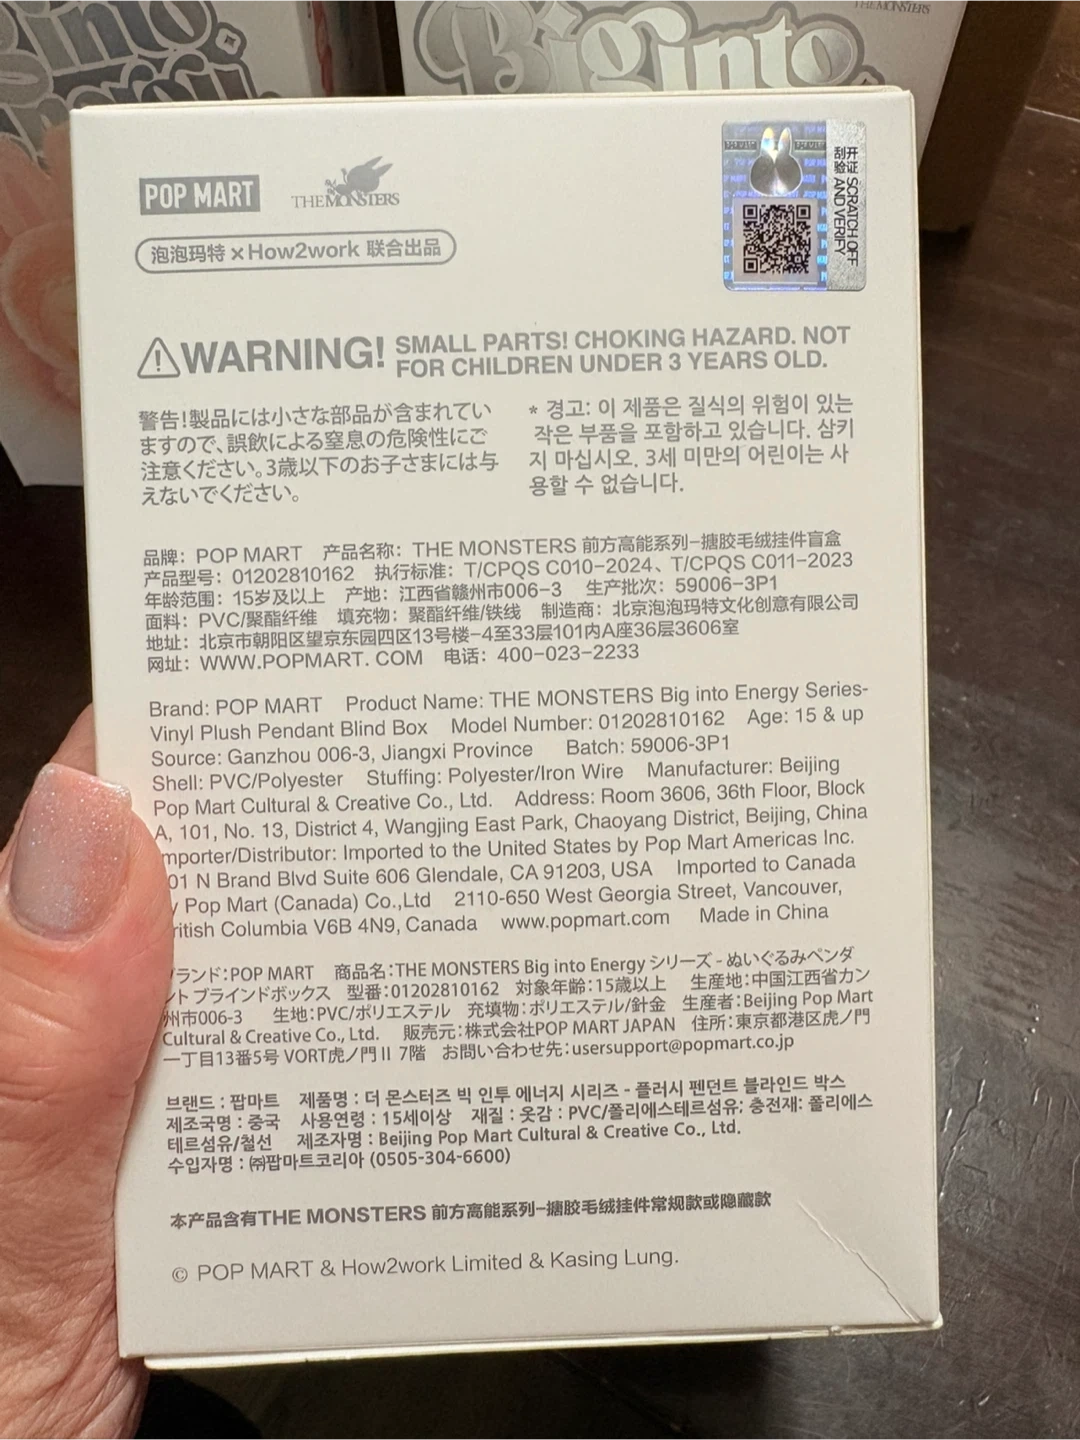 Big into
THE MONSTERS
into
POP MART
THE MONSTERS
泡泡玛特×How2work 联合出品
刮开验证 SCRATCH OFF AND VERIFY
WARNING! SMALL PARTS! CHOKING HAZARD. NOT
FOR CHILDREN UNDER 3 YEARS OLD.
警告!製品には小さな部品が含まれてい
ますので、誤飲による窒息の危険性にご
注意ください。3歳以下のお子さまには与
えないでください。
* 경고: 이 제품은 질식의 위험이 있는
작은 부품을 포함하고 있습니다. 삼키
지 마십시오. 3세 미만의 어린이는 사
용할 수 없습니다.
品牌：POP MART 产品名称：THE MONSTERS 前方高能系列-搪胶毛绒挂件盲盒
产品型号：01202810162 执行标准：T/CPQS C010-2024、T/CPQS C011-2023
年龄范围：15岁及以上 产地：江西省赣州市006-3 生产批次：59006-3P1
面料：PVC/聚酯纤维 填充物：聚酯纤维/铁线 制造商：北京泡泡玛特文化创意有限公司
地址：北京市朝阳区望京东园四区13号楼-4至33层101内A座36层3606室
网址：WWW.POPMART. COM 电话：400-023-2233
Brand: POP MART Product Name: THE MONSTERS Big into Energy Series-
Vinyl Plush Pendant Blind Box Model Number: 01202810162 Age: 15 & up
Source: Ganzhou 006-3, Jiangxi Province Batch: 59006-3P1
Shell: PVC/Polyester Stuffing: Polyester/Iron Wire Manufacturer: Beijing
Pop Mart Cultural & Creative Co., Ltd. Address: Room 3606, 36th Floor, Block
A, 101, No. 13, District 4, Wangjing East Park, Chaoyang District, Beijing, China
mporter/Distributor: Imported to the United States by Pop Mart Americas Inc.
01 N Brand Blvd Suite 606 Glendale, CA 91203, USA Imported to Canada
y Pop Mart (Canada) Co.,Ltd 2110-650 West Georgia Street, Vancouver,
ritish Columbia V6B 4N9, Canada www.popmart.com Made in China
ランド：POP MART 商品名：THE MONSTERS Big into Energy シリーズ - ぬいぐるみペンダ
ント ブラインドボックス 型番：01202810162 対象年齢：15歳以上 生産地：中国江西省カン
州市006-3 生地：PVC/ポリエステル 充填物：ポリエステル/針金 生産者：Beijing Pop Mart
Cultural & Creative Co., Ltd. 販売元：株式会社POP MART JAPAN 住所：東京都港区虎ノ門
一丁目13番5号 VORT虎ノ門 II 7階 お問い合わせ先：usersupport@popmart.co.jp
브랜드 : 팝마트 제품명 : 더 몬스터즈 빅 인투 에너지 시리즈 - 플러시 펜던트 블라인드 박스
제조국명 : 중국 사용연령 : 15세이상 재질 : 옷감 : PVC/폴리에스테르섬유; 충전재: 폴리에스
테르섬유/철선 제조자명 : Beijing Pop Mart Cultural & Creative Co., Ltd.
수입자명 : ㈜팝마트코리아 (0505-304-6600)
本产品含有THE MONSTERS 前方高能系列-搪胶毛绒挂件常规款或隐藏款
© POP MART & How2work Limited & Kasing Lung.